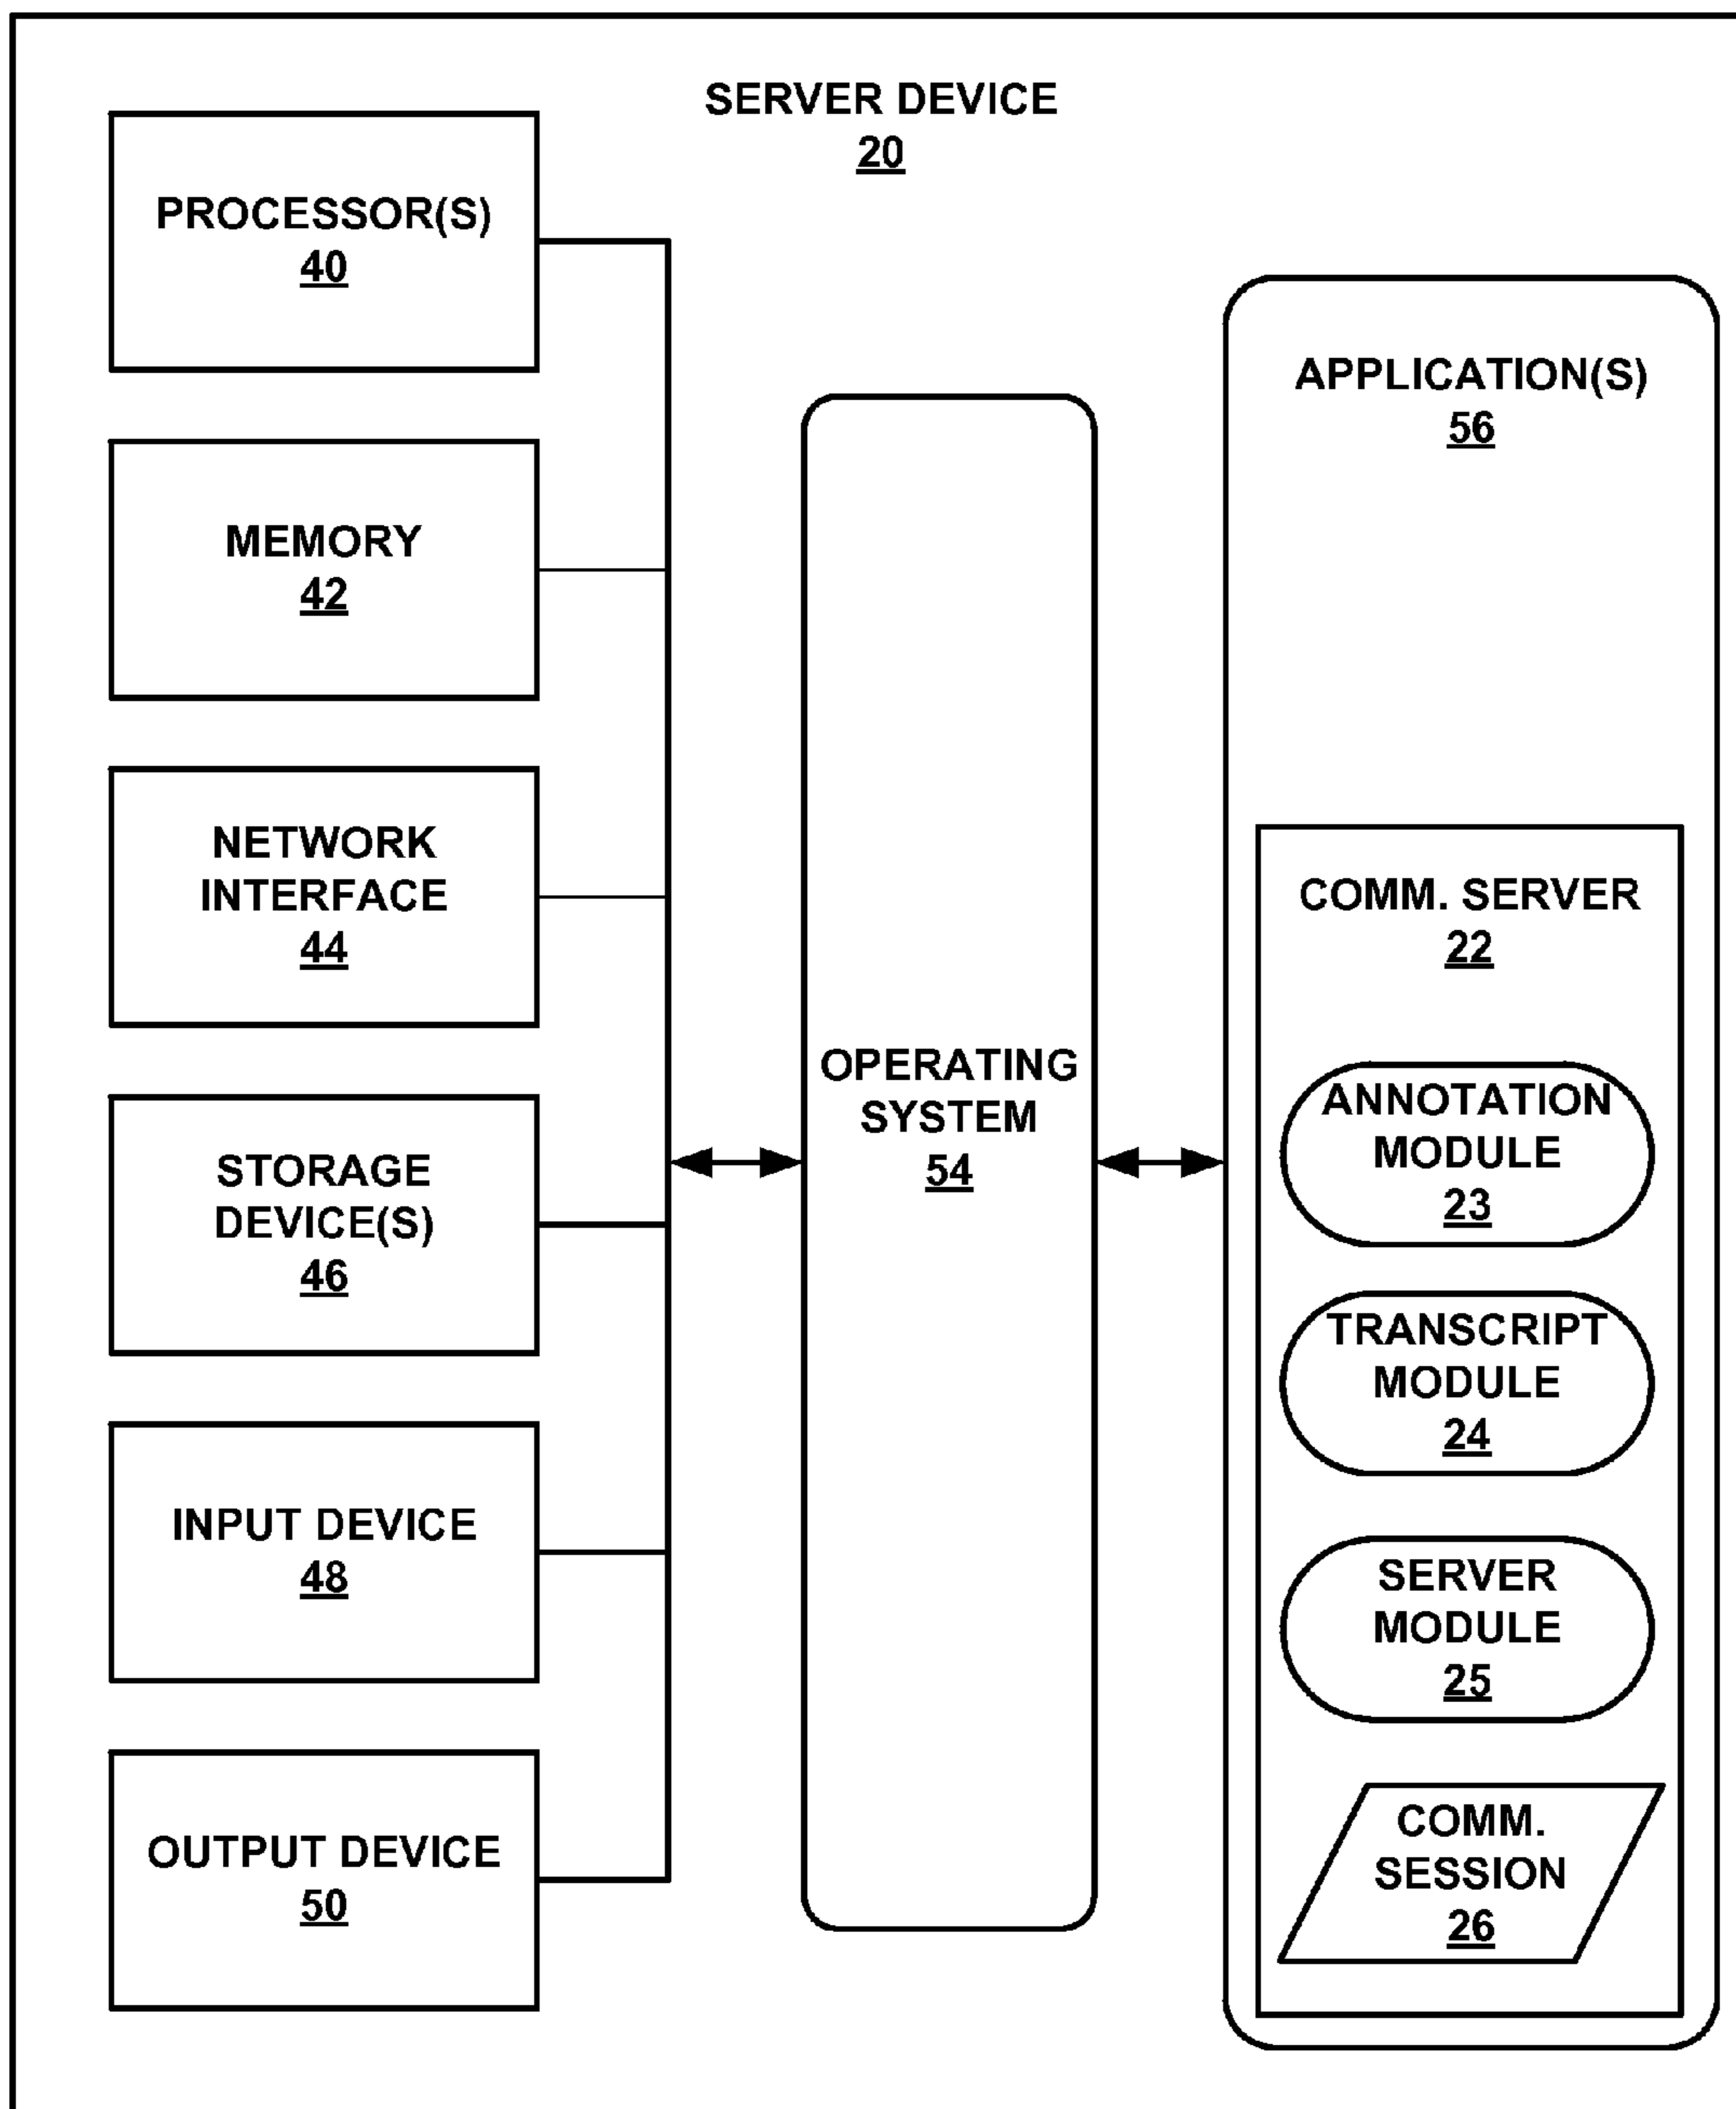 SERVER DEVICE
20
PROCESSOR(S)
40
MEMORY
42
NETWORK
INTERFACE
44
STORAGE
DEVICE(S)
46
INPUT DEVICE
48
OUTPUT DEVICE
50
OPERATING
SYSTEM
54
APPLICATION(S)
56
COMM. SERVER
22
ANNOTATION
MODULE
23
TRANSCRIPT
MODULE
24
SERVER
MODULE
25
COMM.
SESSION
26